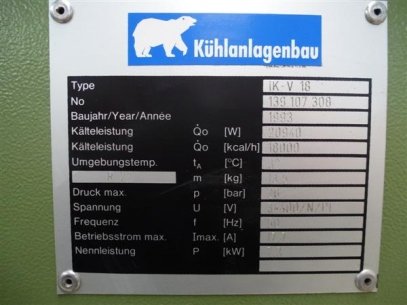 Kühlanlagenbau
Type IK-V 18
No 139 107 308
Baujahr/Year/Année 1993
Kälteleistung Q̇o [W] 20940
Kälteleistung Q̇o [kcal/h] 18000
Umgebungstemp. tA [°C]
m [kg]
Druck max. p [bar]
Spannung U [V]
Frequenz f [Hz]
Betriebsstrom max. Imax. [A]
Nennleistung P [kW]